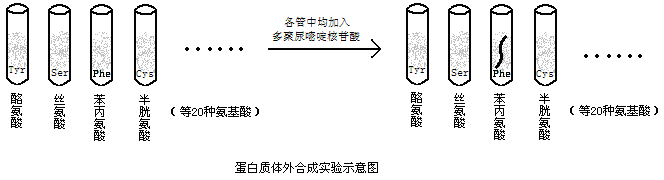 各管中均加入
多聚尿嘧啶核苷酸
Tyr Ser Phe Cys ······
Tyr Ser Phe Cys ······
酪氨酸 丝氨酸 苯丙氨酸 半胱氨酸 (等20种氨基酸)
酪氨酸 丝氨酸 苯丙氨酸 半胱氨酸 (等20种氨基酸)
蛋白质体外合成实验示意图